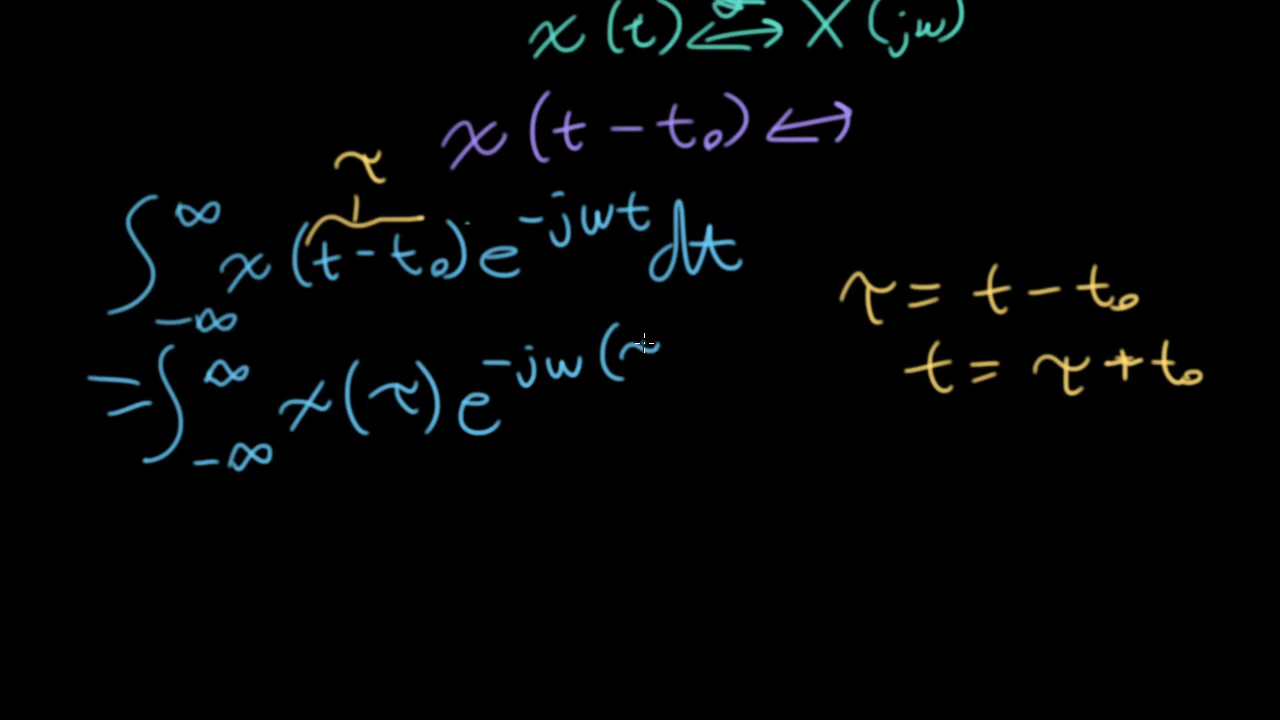 x(t) ⟺ X(jω)
x(t - t₀) ⟷
τ
∫_{-∞}^{∞} x(t - t₀) e^{-jωt} dt
τ = t - t₀
t = τ + t₀
= ∫_{-∞}^{∞} x(τ) e^{-jω(